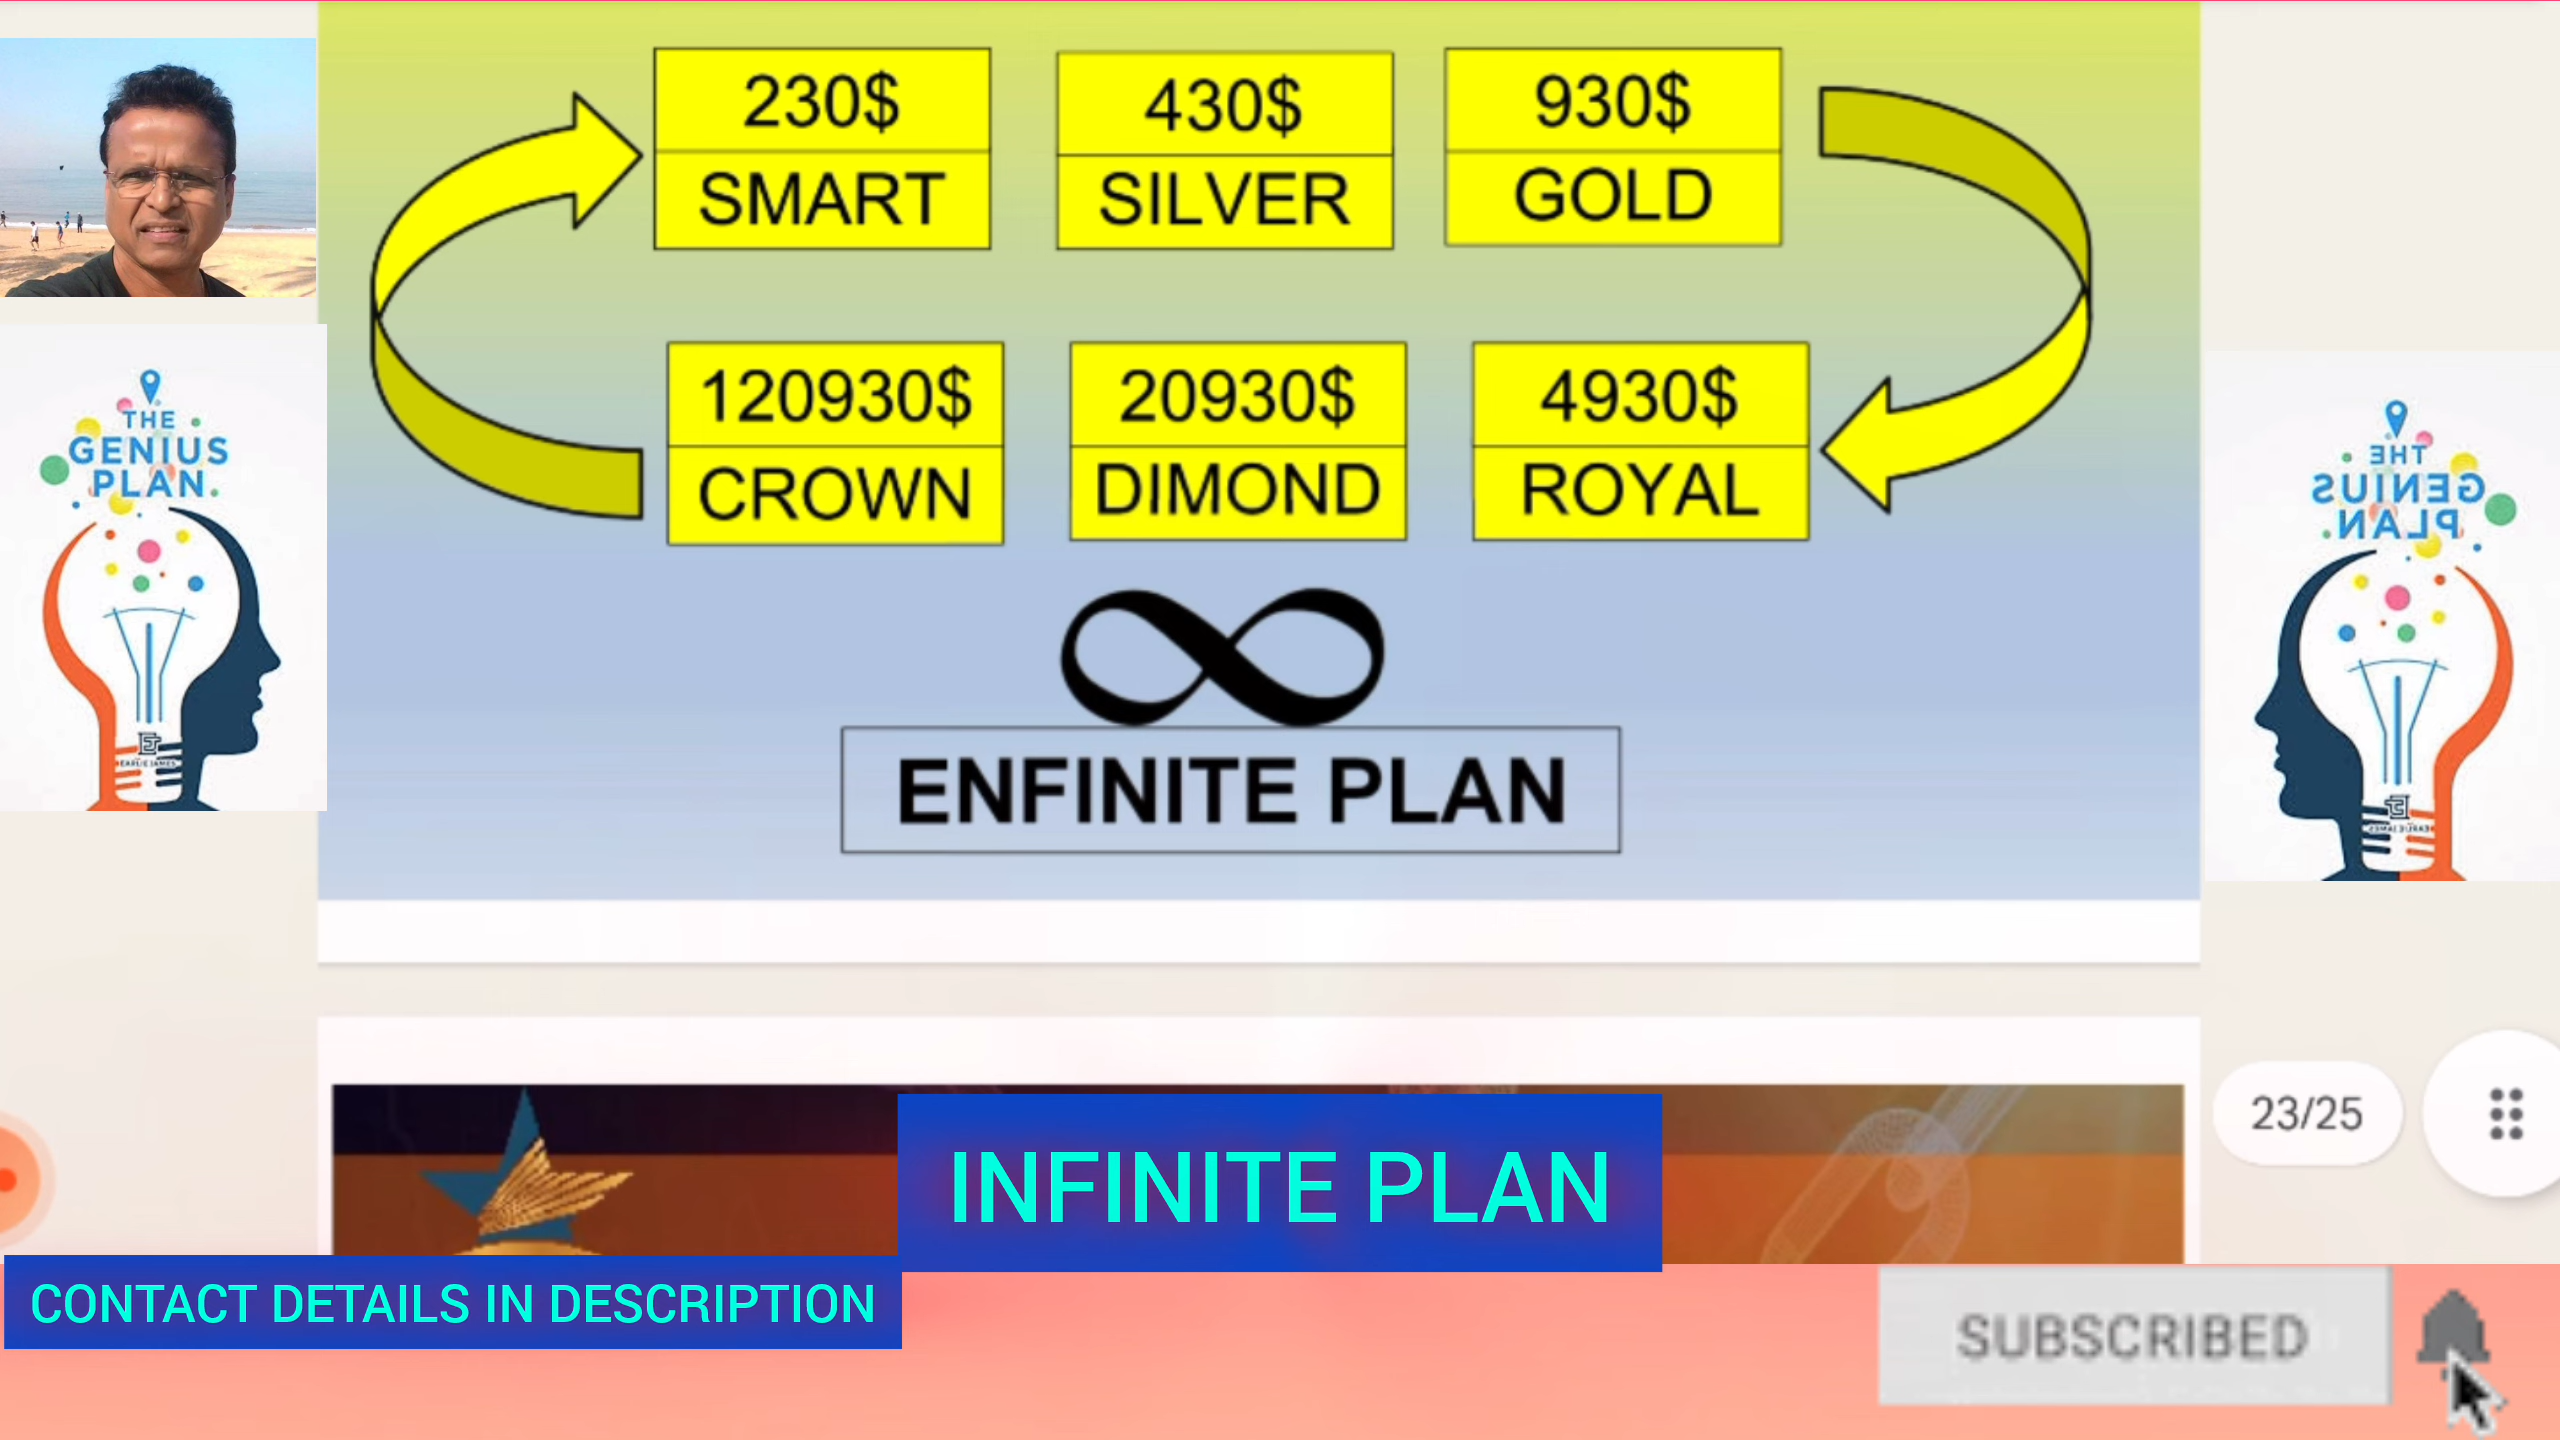 230$
SMART
430$
SILVER
930$
GOLD
120930$
CROWN
20930$
DIMOND
4930$
ROYAL
THE
GENIUS
PLAN.
THE
GENIUS
PLAN.
ENFINITE PLAN
23/25
INFINITE PLAN
CONTACT DETAILS IN DESCRIPTION
SUBSCRIBED